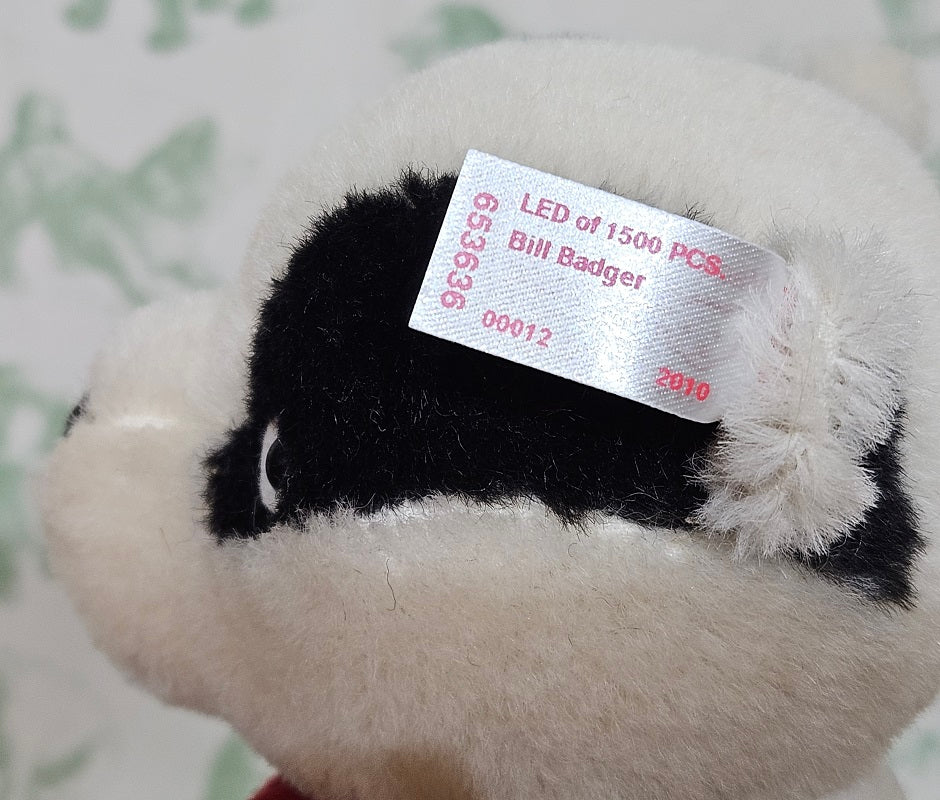 LED of 1500 PCS.
Bill Badger
653636
00012
2010